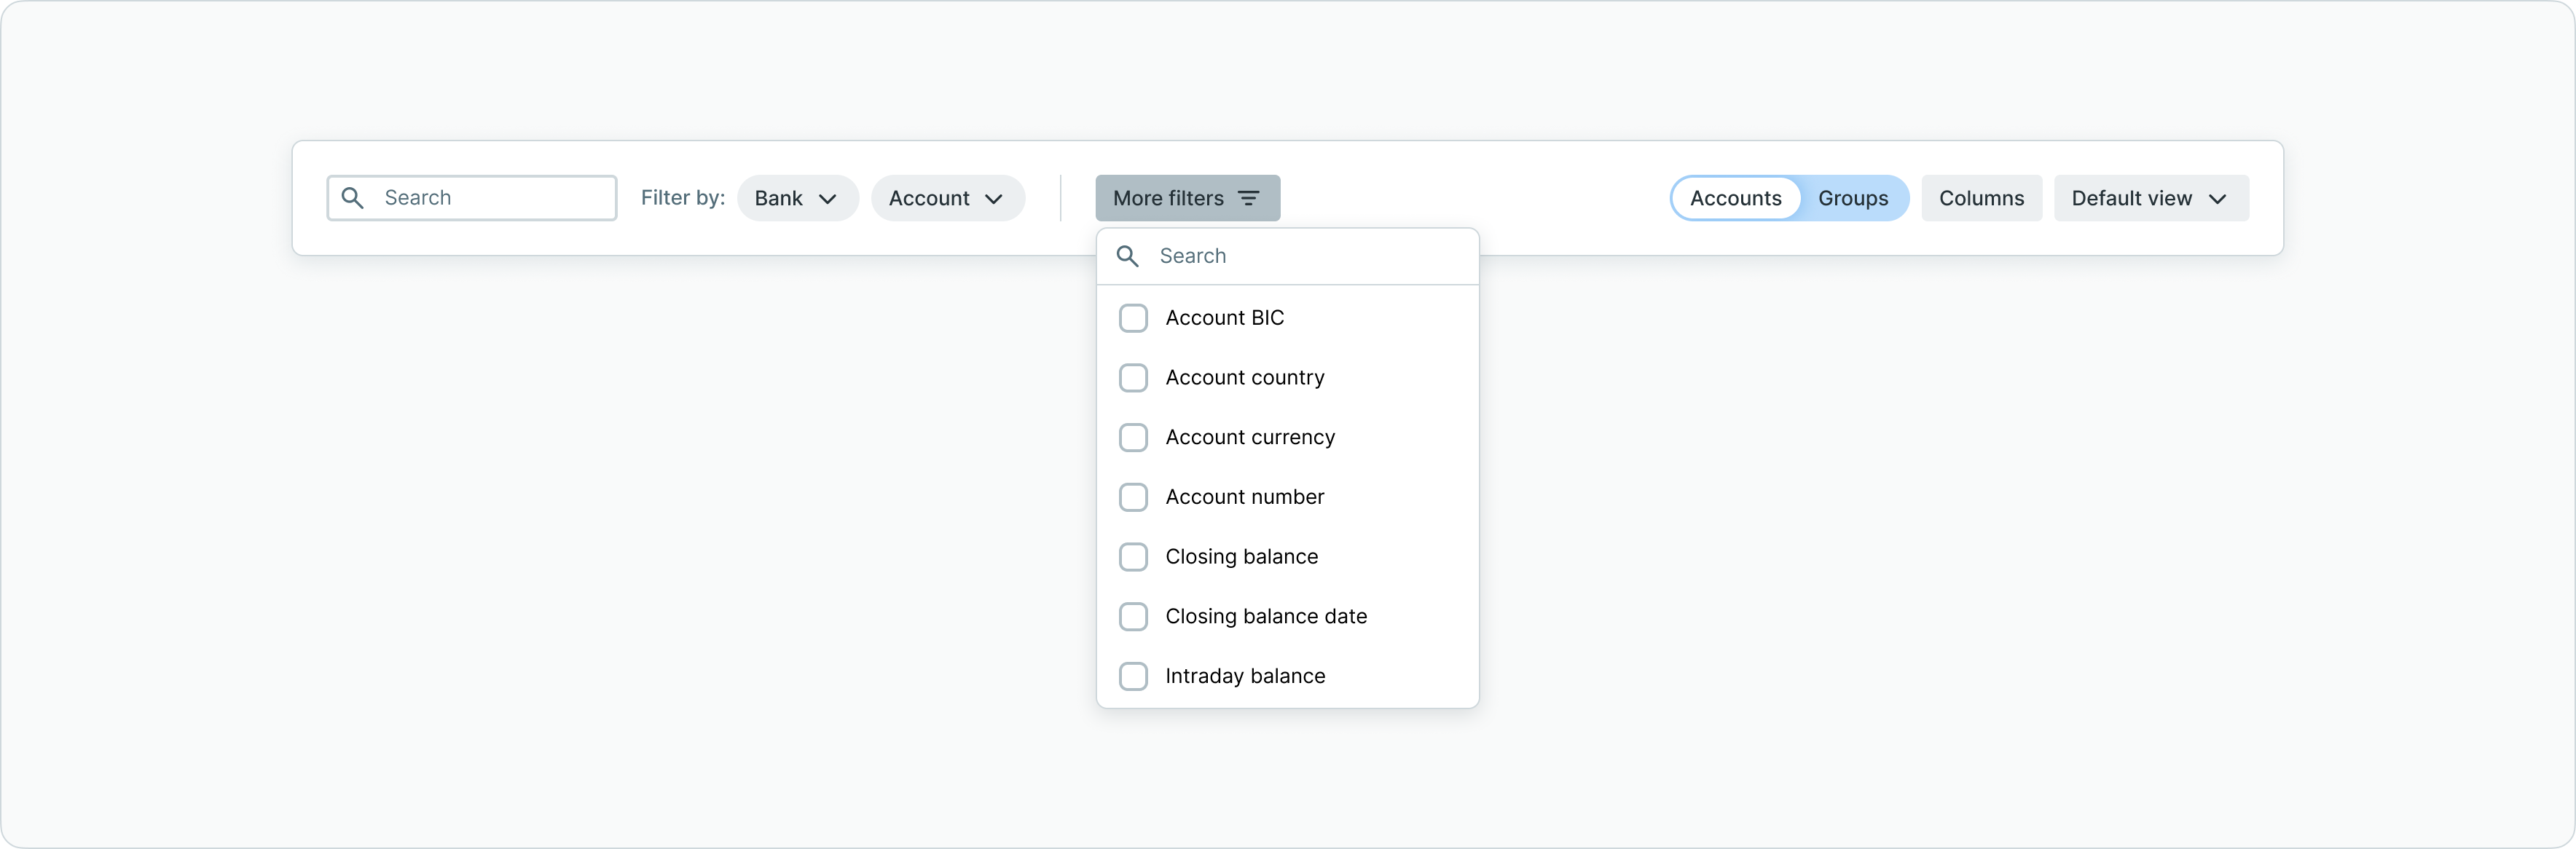 Search Filter by: Bank Account More filters Accounts Groups Columns Default view
Search
Account BIC
Account country
Account currency
Account number
Closing balance
Closing balance date
Intraday balance